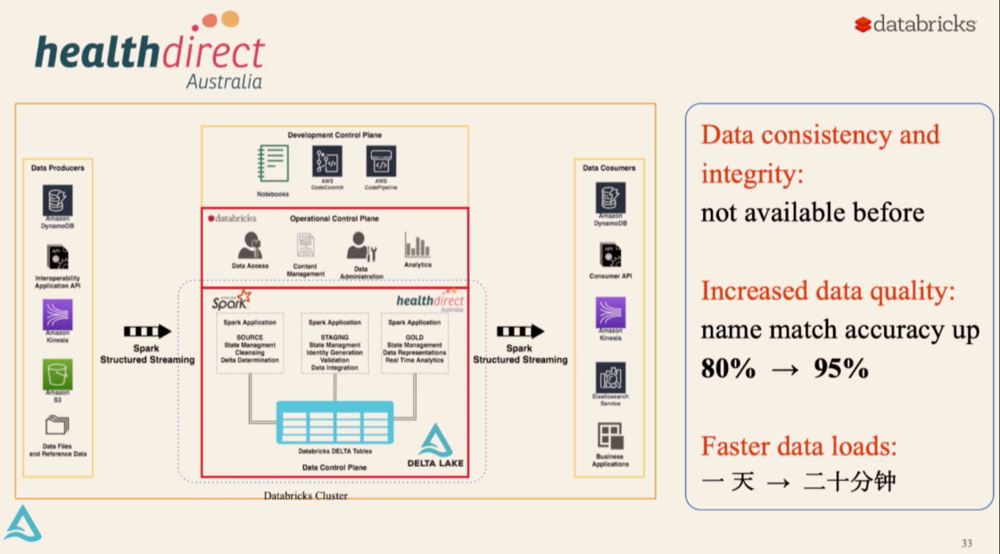 healthdirect
Australia
databricks
Data Producers
Amazon
DynamoDB
Interoperability
Application API
Amazon
Kinesis
Amazon
S3
Data Files
and Reference Data
Spark
Structured Streaming
Development Control Plane
Notebooks
AWS
CodeCommit
AWS
CodePipeline
databricks
Operational Control Plane
Data Access
Content
Management
Data
Administration
Analytics
APACHE
Spark
healthdirect
Australia
Spark Application
SOURCE
State Managment
Cleansing
Delta Determination
Spark Application
STAGING
State Managment
Identity Generation
Validation
Data Integration
Spark Application
GOLD
State Management
Data Representations
Real Time Analytics
Databricks DELTA Tables
Data Control Plane
DELTA LAKE
Databricks Cluster
Spark
Structured Streaming
Data Cosumers
Amazon
DynamoDB
Consumer API
Amazon
Kinesis
Elasticsearch
Service
Business
Applications
Data consistency and
integrity:
not available before
Increased data quality:
name match accuracy up
80% → 95%
Faster data loads:
一 天 → 二十分钟
33